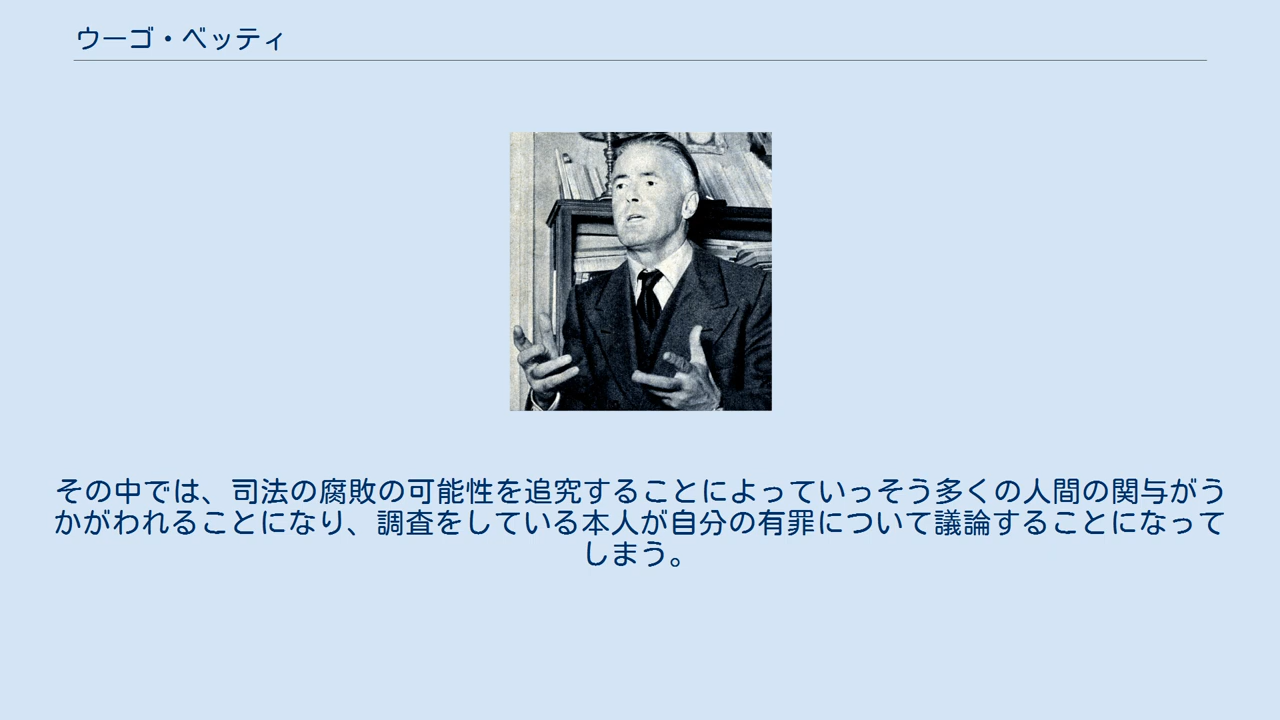 ウーゴ・ベッティ
その中では、司法の腐敗の可能性を追究することによっていっそう多くの人間の関与がう
かがわれることになり、調査をしている本人が自分の有罪について議論することになって
しまう。